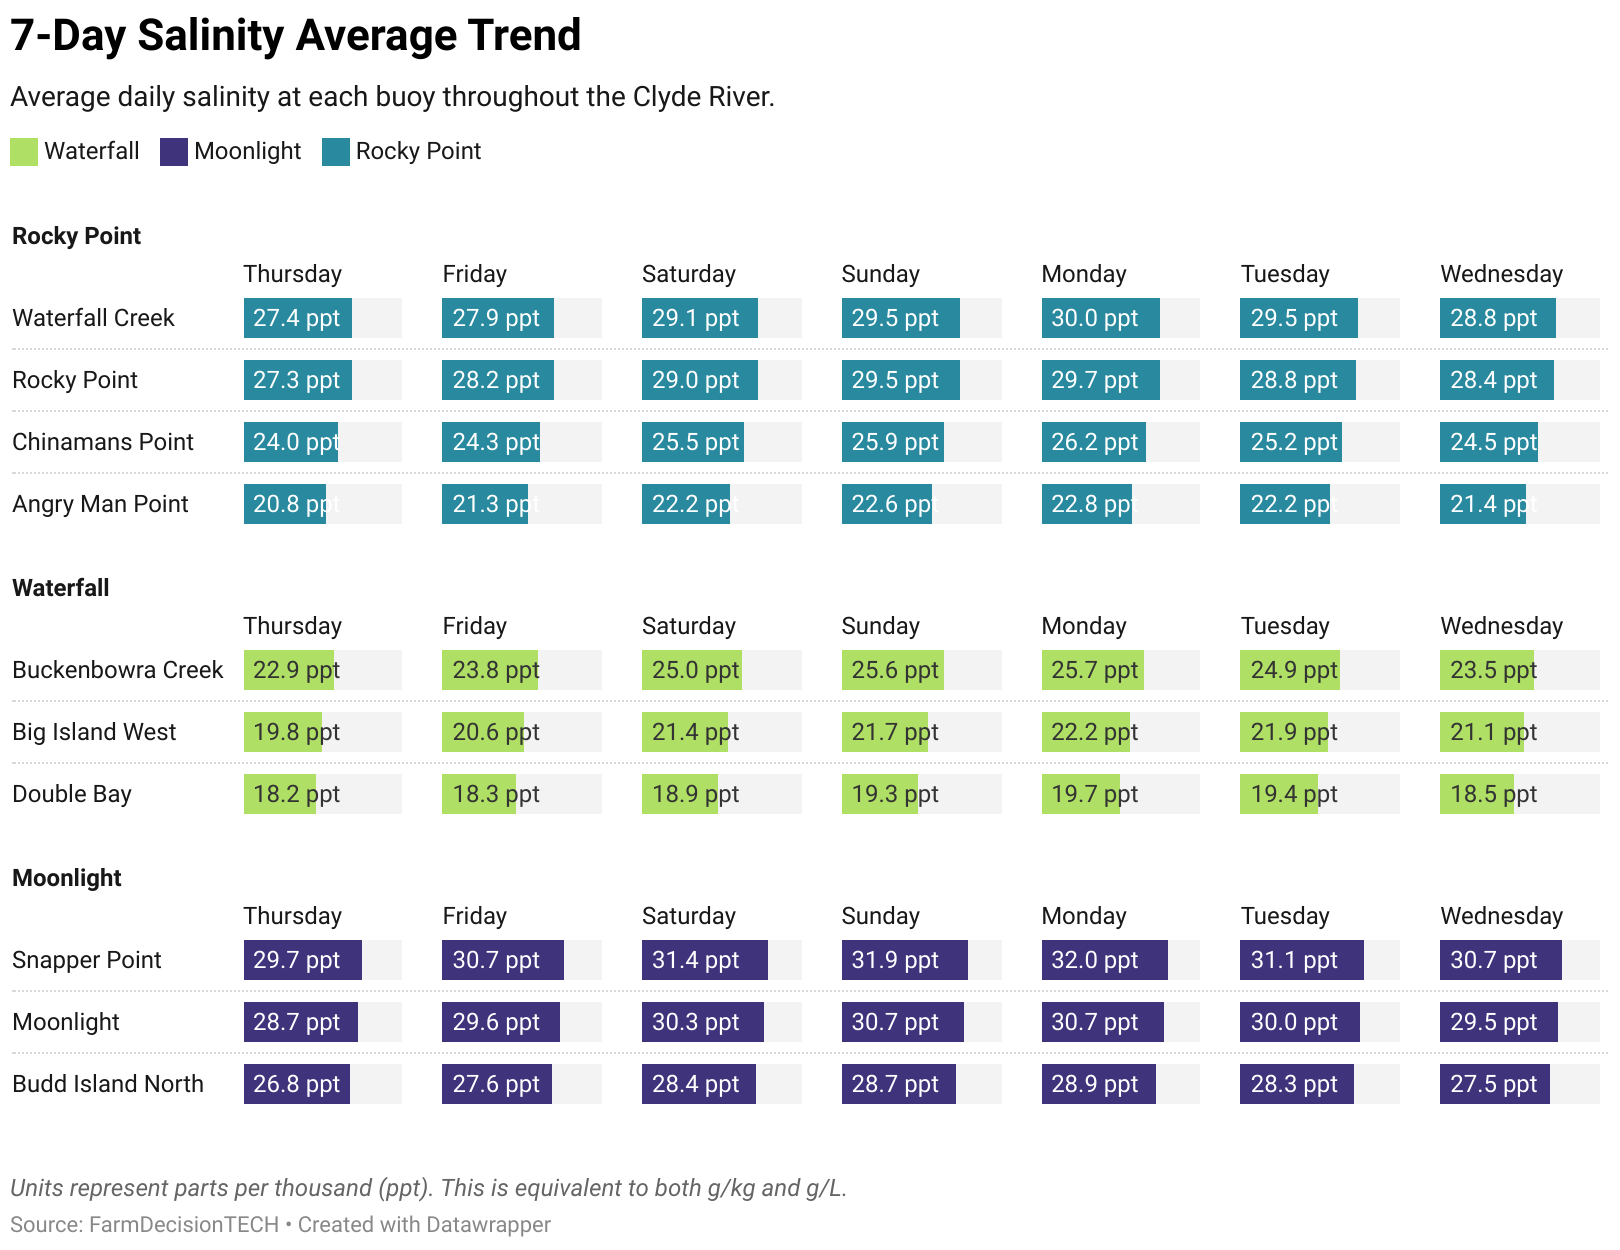 7-Day Salinity Average Trend
Average daily salinity at each buoy throughout the Clyde River.
Waterfall Moonlight Rocky Point
Rocky Point
Thursday Friday Saturday Sunday Monday Tuesday Wednesday
Waterfall Creek 27.4 ppt 27.9 ppt 29.1 ppt 29.5 ppt 30.0 ppt 29.5 ppt 28.8 ppt
Rocky Point 27.3 ppt 28.2 ppt 29.0 ppt 29.5 ppt 29.7 ppt 28.8 ppt 28.4 ppt
Chinamans Point 24.0 ppt 24.3 ppt 25.5 ppt 25.9 ppt 26.2 ppt 25.2 ppt 24.5 ppt
Angry Man Point 20.8 ppt 21.3 ppt 22.2 ppt 22.6 ppt 22.8 ppt 22.2 ppt 21.4 ppt
Waterfall
Thursday Friday Saturday Sunday Monday Tuesday Wednesday
Buckenbowra Creek 22.9 ppt 23.8 ppt 25.0 ppt 25.6 ppt 25.7 ppt 24.9 ppt 23.5 ppt
Big Island West 19.8 ppt 20.6 ppt 21.4 ppt 21.7 ppt 22.2 ppt 21.9 ppt 21.1 ppt
Double Bay 18.2 ppt 18.3 ppt 18.9 ppt 19.3 ppt 19.7 ppt 19.4 ppt 18.5 ppt
Moonlight
Thursday Friday Saturday Sunday Monday Tuesday Wednesday
Snapper Point 29.7 ppt 30.7 ppt 31.4 ppt 31.9 ppt 32.0 ppt 31.1 ppt 30.7 ppt
Moonlight 28.7 ppt 29.6 ppt 30.3 ppt 30.7 ppt 30.7 ppt 30.0 ppt 29.5 ppt
Budd Island North 26.8 ppt 27.6 ppt 28.4 ppt 28.7 ppt 28.9 ppt 28.3 ppt 27.5 ppt
Units represent parts per thousand (ppt). This is equivalent to both g/kg and g/L.
Source: FarmDecisionTECH • Created with Datawrapper